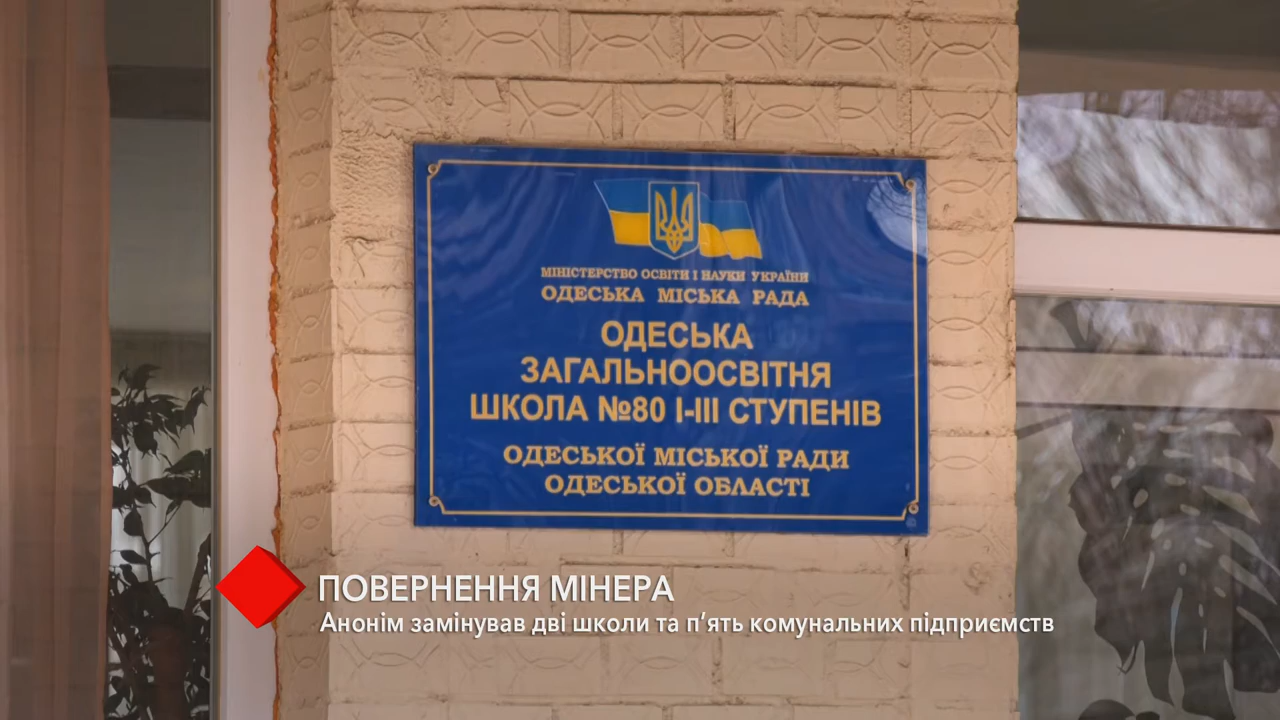 МІНІСТЕРСТВО ОСВІТИ І НАУКИ УКРАЇНИ
ОДЕСЬКА МІСЬКА РАДА
ОДЕСЬКА
ЗАГАЛЬНООСВІТНЯ
ШКОЛА №80 І-ІІІ СТУПЕНІВ
ОДЕСЬКОЇ МІСЬКОЇ РАДИ
ОДЕСЬКОЇ ОБЛАСТІ
ПОВЕРНЕННЯ МІНЕРА
Анонім замінував дві школи та п’ять комунальних підприємств